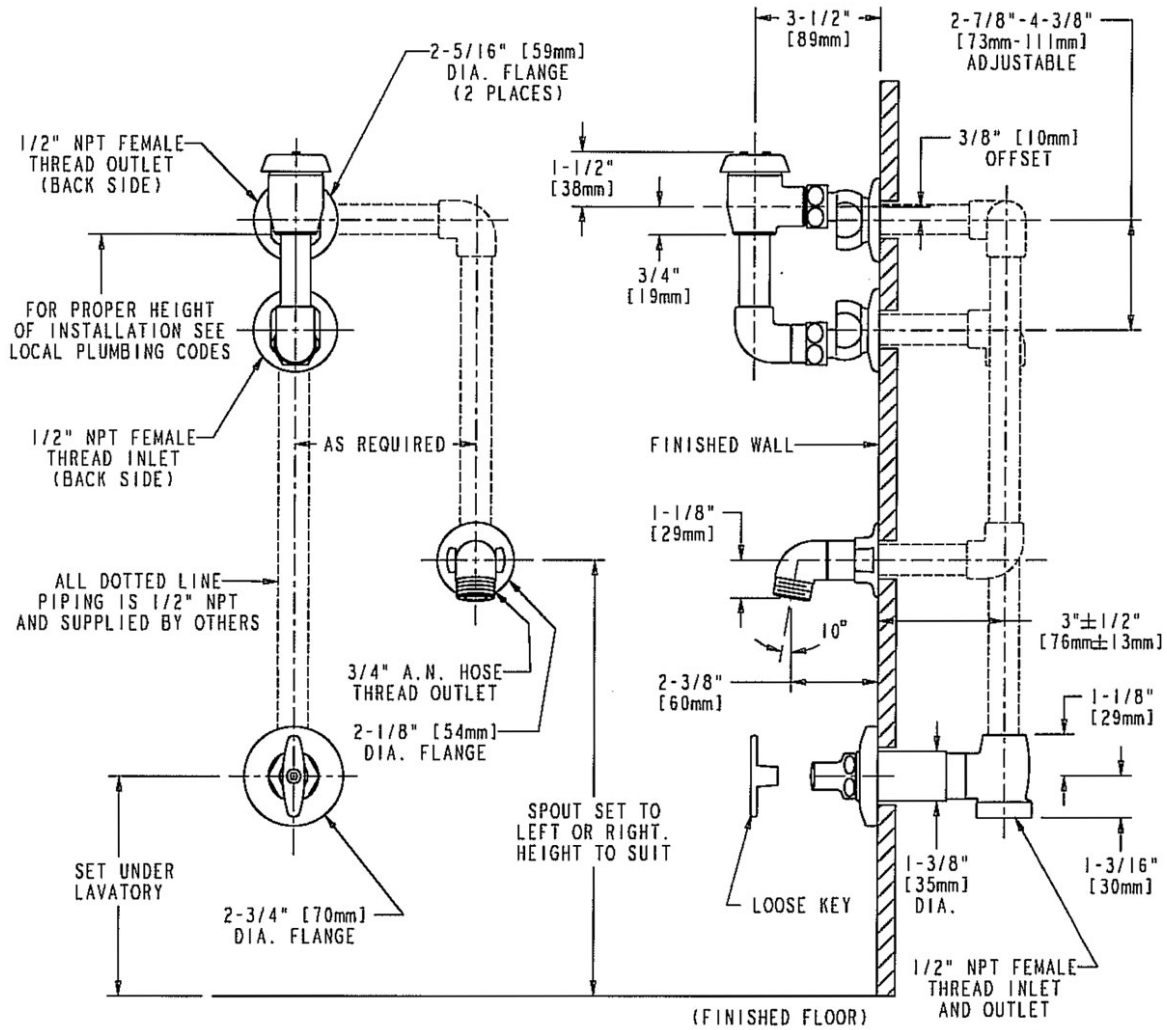 3-1/2"
[89mm]
2-7/8"-4-3/8"
[73mm-111mm]
ADJUSTABLE
2-5/16" [59mm]
DIA. FLANGE
(2 PLACES)
1/2" NPT FEMALE
THREAD OUTLET
(BACK SIDE)
1-1/2"
[38mm]
3/8" [10mm]
OFFSET
3/4"
[19mm]
FOR PROPER HEIGHT
OF INSTALLATION SEE
LOCAL PLUMBING CODES
1/2" NPT FEMALE
THREAD INLET
(BACK SIDE)
AS REQUIRED
FINISHED WALL
1-1/8"
[29mm]
ALL DOTTED LINE
PIPING IS 1/2" NPT
AND SUPPLIED BY OTHERS
10°
3"±1/2"
[76mm±13mm]
3/4" A.N. HOSE
THREAD OUTLET
2-3/8"
[60mm]
2-1/8" [54mm]
DIA. FLANGE
1-1/8"
[29mm]
SPOUT SET TO
LEFT OR RIGHT.
HEIGHT TO SUIT
SET UNDER
LAVATORY
1-3/8"
[35mm]
DIA.
1-3/16"
[30mm]
2-3/4" [70mm]
DIA. FLANGE
LOOSE KEY
1/2" NPT FEMALE
THREAD INLET
AND OUTLET
(FINISHED FLOOR)